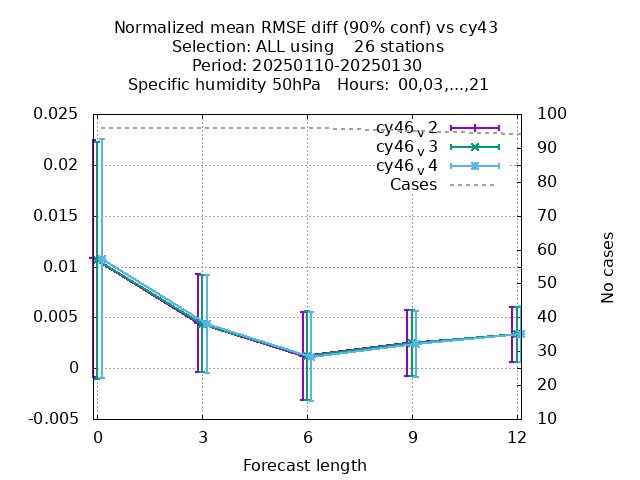 Normalized mean RMSE diff (90% conf) vs cy43
Selection: ALL using    26 stations
Period: 20250110-20250130
Specific humidity 50hPa   Hours: 00,03,...,21
0.025
0.02
0.015
0.01
0.005
0
-0.005
100
90
80
70
60
50
40
30
20
10
cy46_v2
cy46_v3
cy46_v4
Cases
No cases
0 3 6 9 12
Forecast length